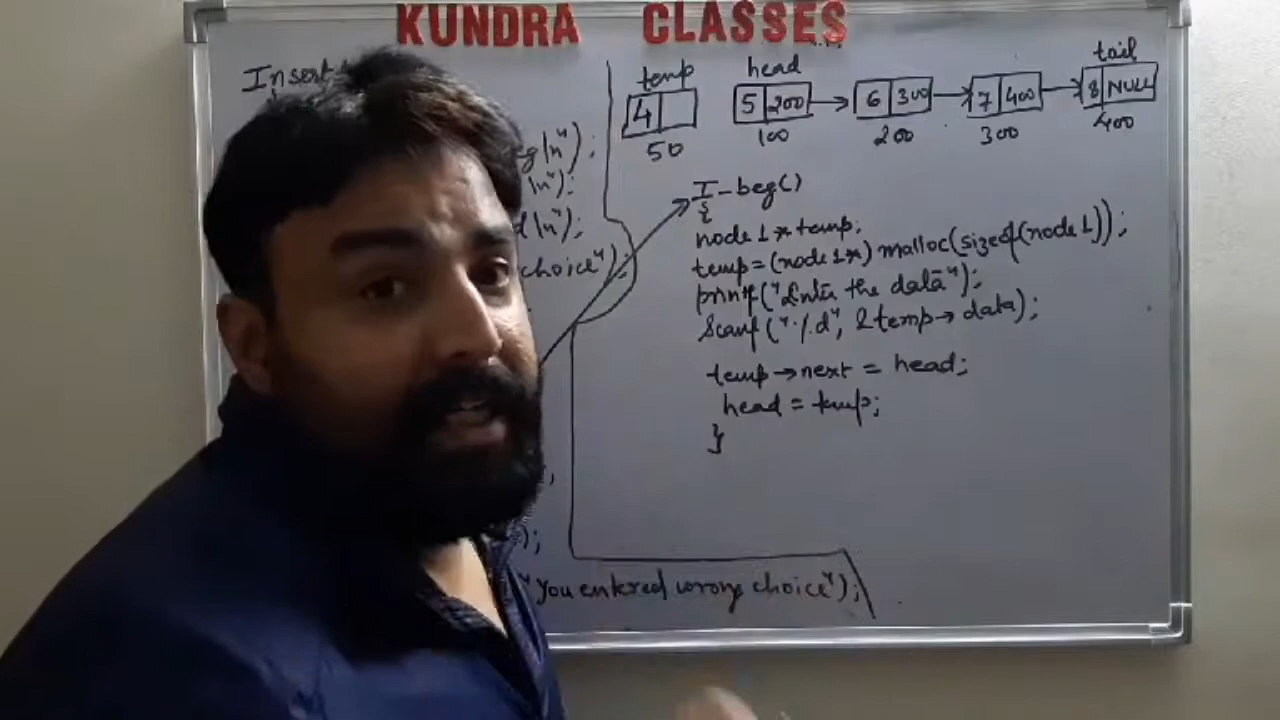 KUNDRA CLASSES
Insert
temp head tail
4 5 200 6 300 7 400 8 NULL
50 100 200 300 400
\n");
\n");
d\n");
choice");
I-beg()
{
node1 * temp;
temp=(node1*) malloc(sizeof(node1));
printf("Enter the data");
scanf("%d", &temp→data);
temp→next = head;
head = temp;
}
);
"you entered wrong choice");